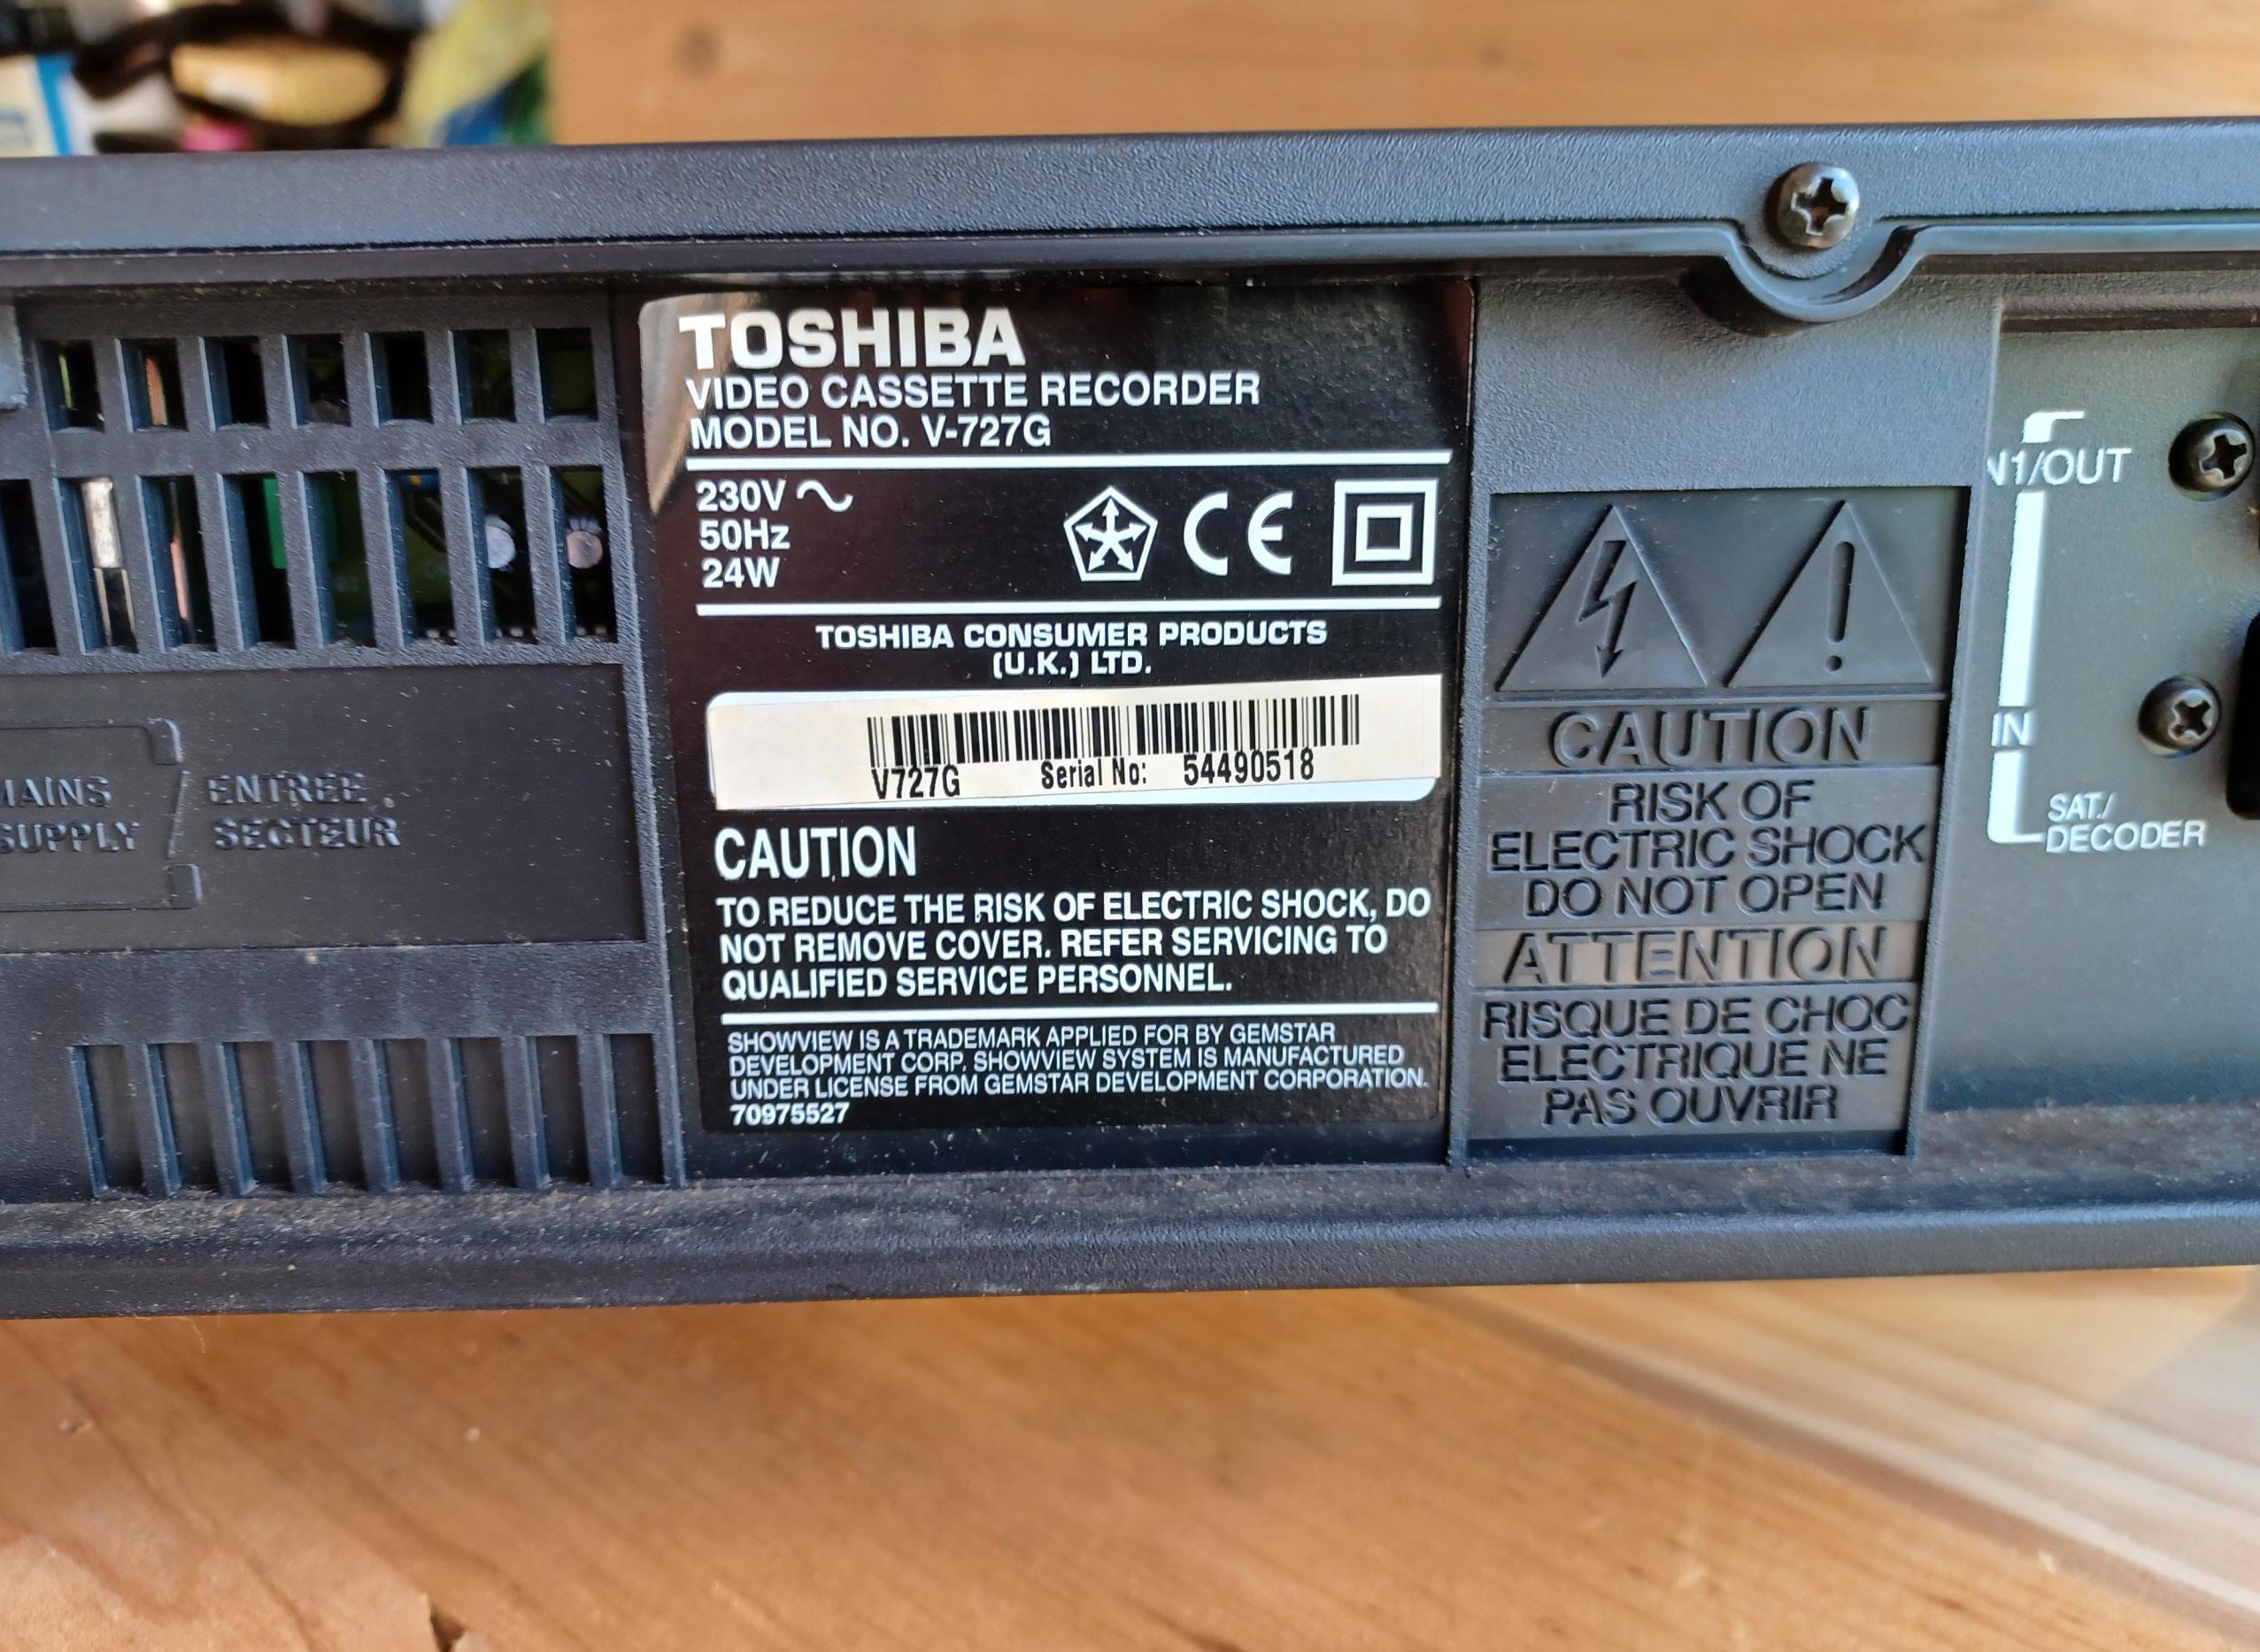 TOSHIBA
VIDEO CASSETTE RECORDER
MODEL NO. V-727G
230V
50Hz
24W
CE
TOSHIBA CONSUMER PRODUCTS
(U.K.) LTD.
V727G Serial No: 54490518
CAUTION
TO REDUCE THE RISK OF ELECTRIC SHOCK, DO
NOT REMOVE COVER. REFER SERVICING TO
QUALIFIED SERVICE PERSONNEL.
SHOWVIEW IS A TRADEMARK APPLIED FOR BY GEMSTAR
DEVELOPMENT CORP. SHOWVIEW SYSTEM IS MANUFACTURED
UNDER LICENSE FROM GEMSTAR DEVELOPMENT CORPORATION.
70975527
MAINS
SUPPLY
ENTREE
SECTEUR
CAUTION
RISK OF
ELECTRIC SHOCK
DO NOT OPEN
ATTENTION
RISQUE DE CHOC
ELECTRIQUE NE
PAS OUVRIR
N1/OUT
IN
SAT./
DECODER